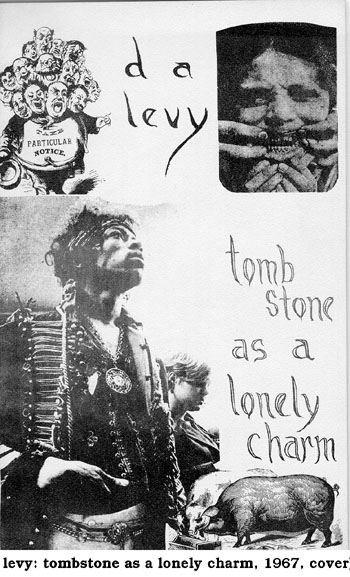 d a
levy
PARTICULAR
NOTICE.
tomb
stone
as a
lonely
charm
levy: tombstone as a lonely charm, 1967, cover